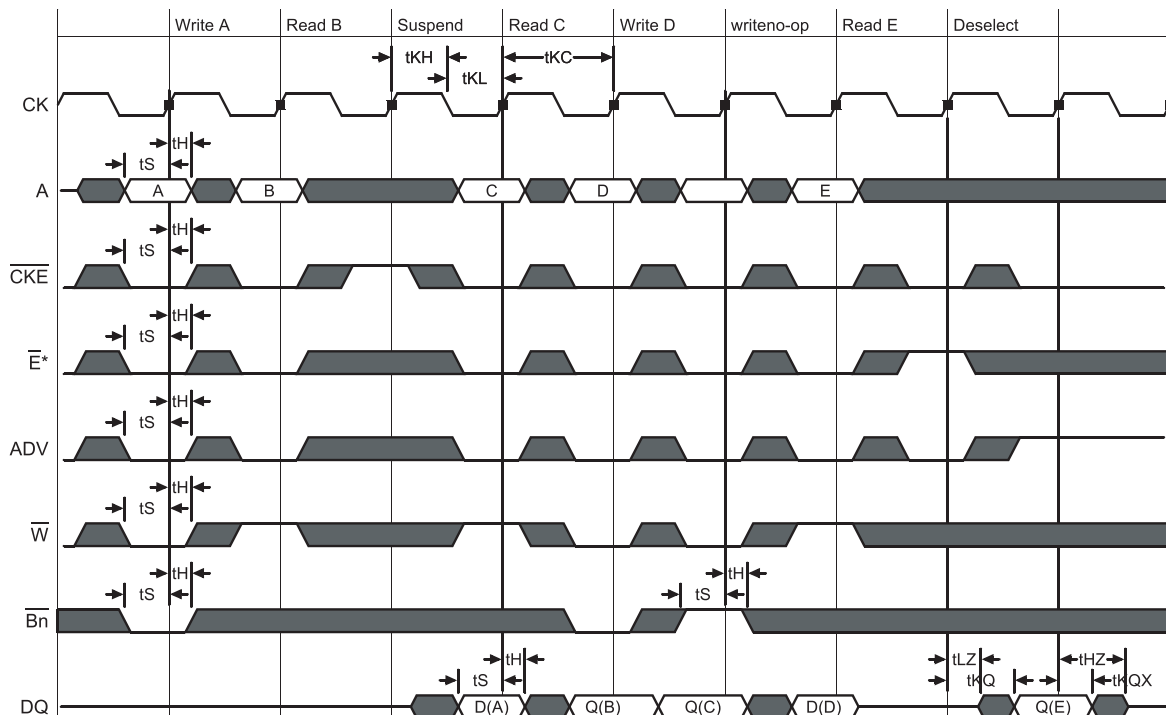 Write A Read B Suspend Read C Write D writeno-op Read E Deselect
tKH tKC
tKL
CK
tH
tS
A A B C D E
tH
tS
CKE
tH
tS
E*
tH
tS
ADV
tH
tS
W
tH tH
tS tS
Bn
tH tLZ tHZ
tS tKQ tKQX
DQ D(A) Q(B) Q(C) D(D) Q(E)